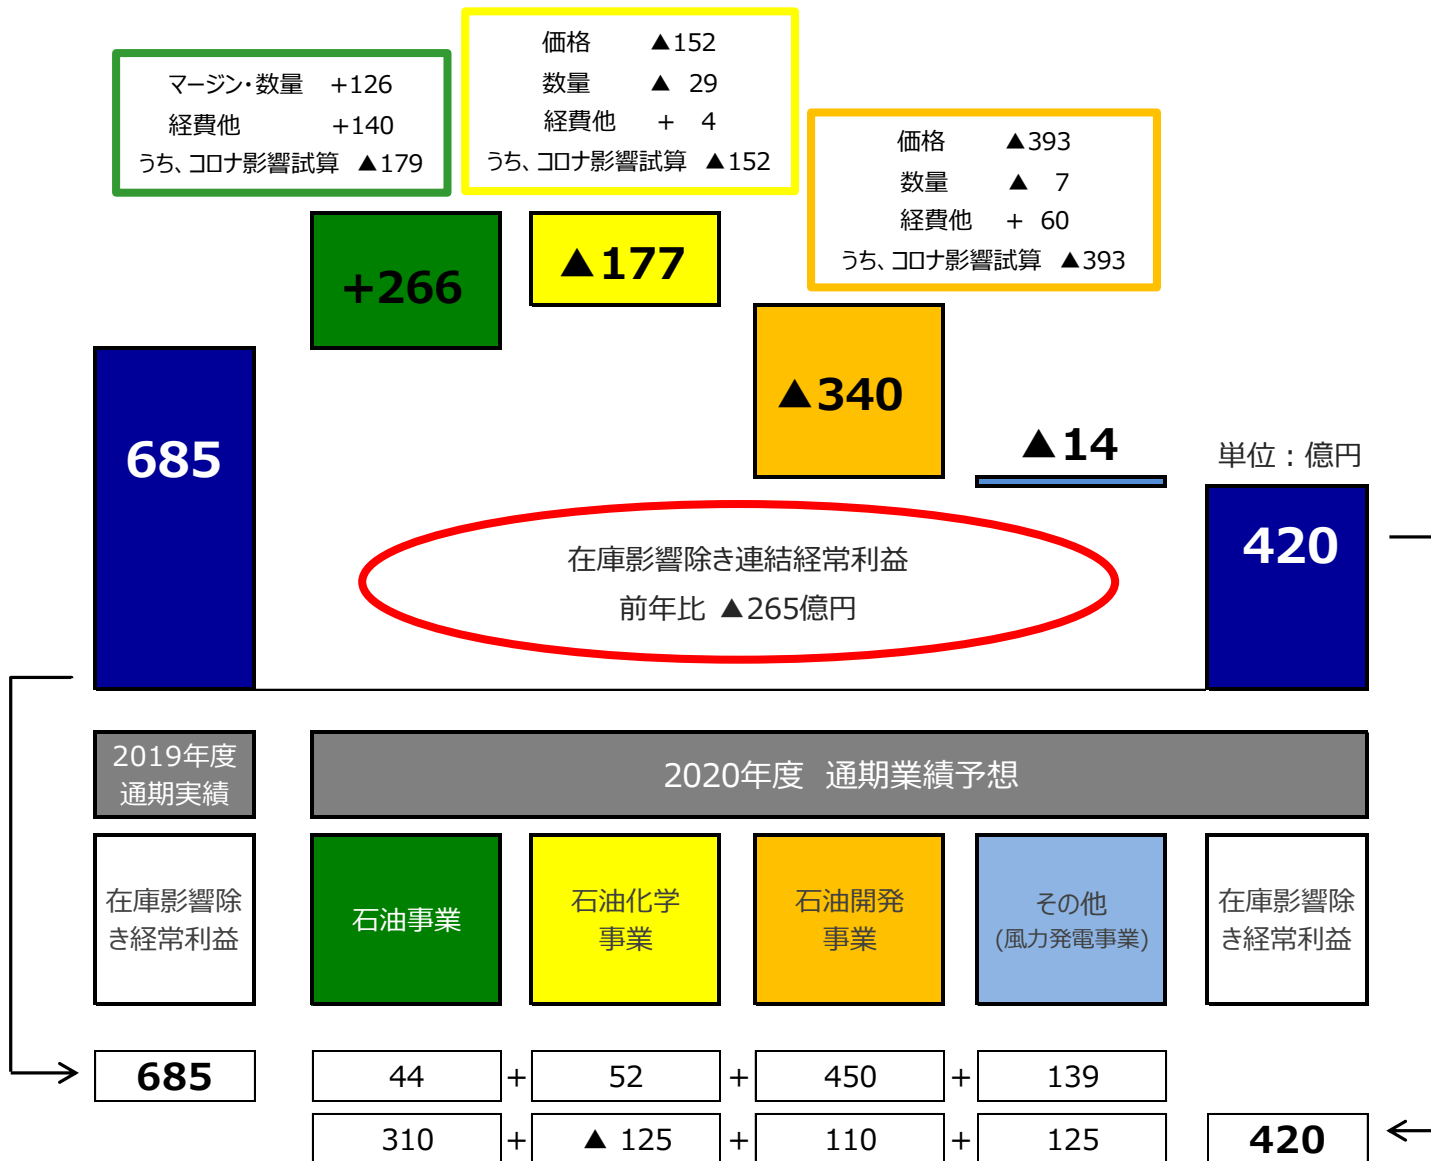 価格 ▲152
数量 ▲ 29
経費他 + 4
うち、コロナ影響試算 ▲152
マージン・数量 +126
経費他 +140
うち、コロナ影響試算 ▲179
価格 ▲393
数量 ▲ 7
経費他 + 60
うち、コロナ影響試算 ▲393
+266
▲177
▲340
▲14
685
単位：億円
420
在庫影響除き連結経常利益
前年比 ▲265億円
2019年度
通期実績
2020年度 通期業績予想
在庫影響除
き経常利益
石油事業
石油化学
事業
石油開発
事業
その他
(風力発電事業)
在庫影響除
き経常利益
685 44 + 52 + 450 + 139
310 + ▲ 125 + 110 + 125 420